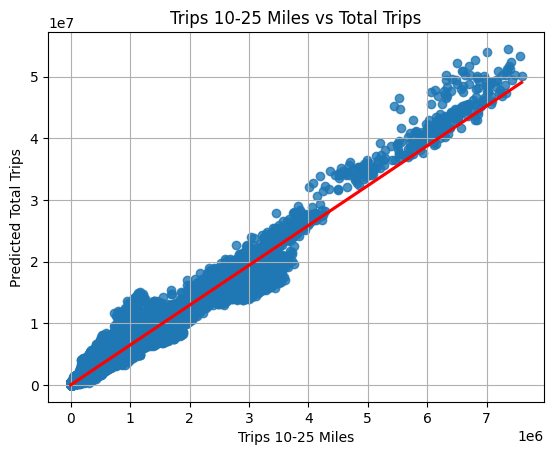 Trips 10-25 Miles vs Total Trips
1e7
5
4
3
2
1
0
Predicted Total Trips
0 1 2 3 4 5 6 7
1e6
Trips 10-25 Miles